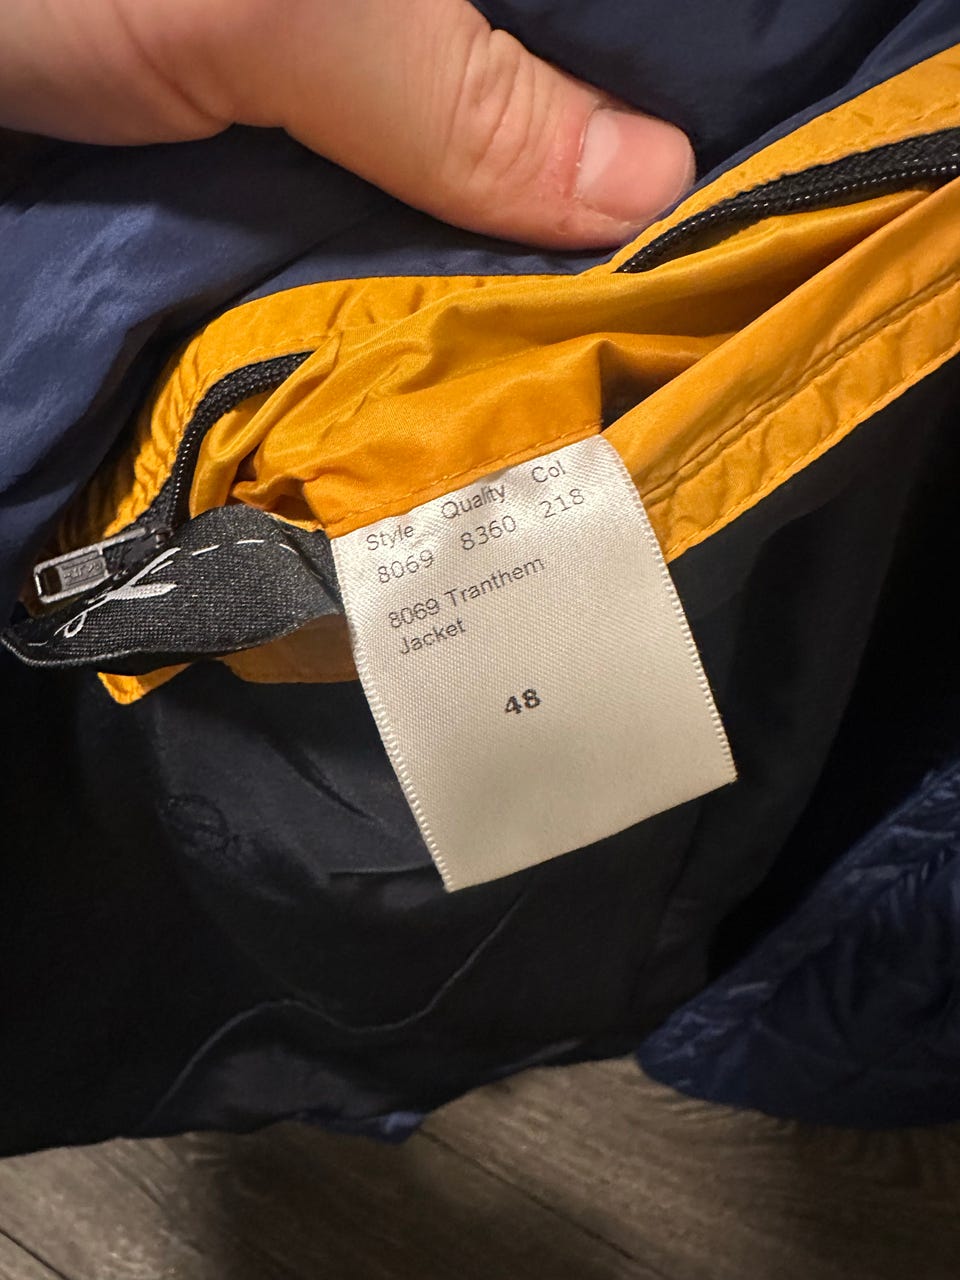 Style Quality Col
8069 8360 218
8069 Tranthem
Jacket
48